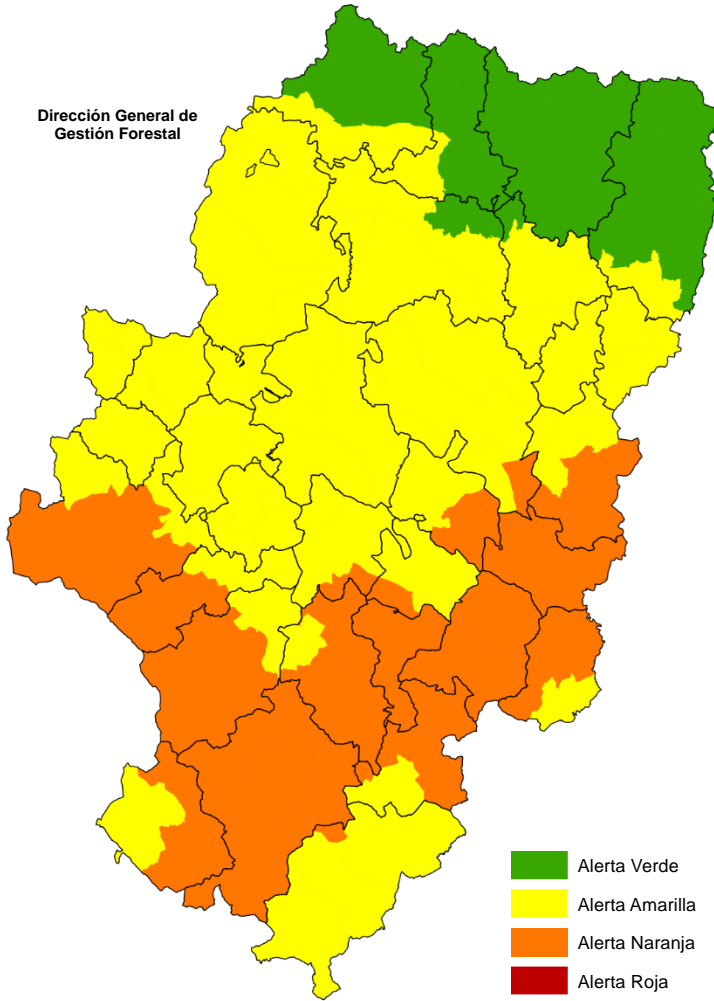 Dirección General de
Gestión Forestal
Alerta Verde
Alerta Amarilla
Alerta Naranja
Alerta Roja